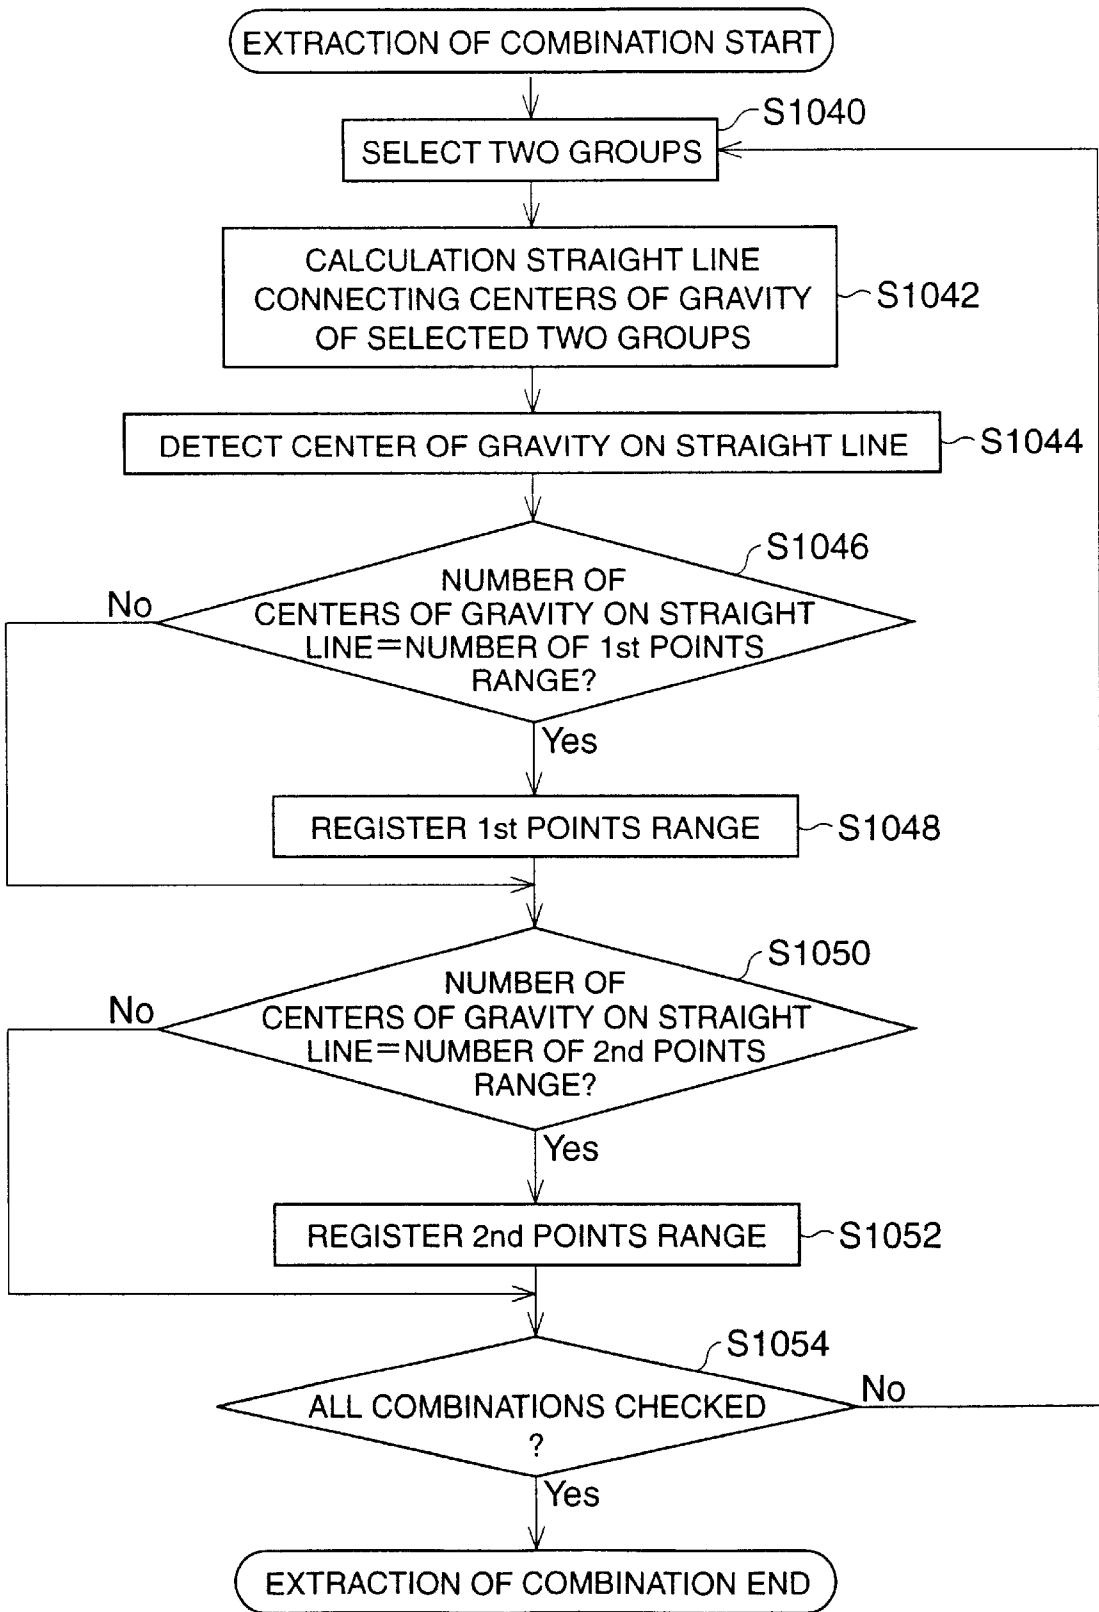 EXTRACTION OF COMBINATION START
S1040
SELECT TWO GROUPS
CALCULATION STRAIGHT LINE
CONNECTING CENTERS OF GRAVITY
OF SELECTED TWO GROUPS
S1042
DETECT CENTER OF GRAVITY ON STRAIGHT LINE
S1044
S1046
NUMBER OF
CENTERS OF GRAVITY ON STRAIGHT
LINE=NUMBER OF 1st POINTS
RANGE?
No
Yes
REGISTER 1st POINTS RANGE
S1048
S1050
NUMBER OF
CENTERS OF GRAVITY ON STRAIGHT
LINE=NUMBER OF 2nd POINTS
RANGE?
No
Yes
REGISTER 2nd POINTS RANGE
S1052
S1054
ALL COMBINATIONS CHECKED
?
No
Yes
EXTRACTION OF COMBINATION END